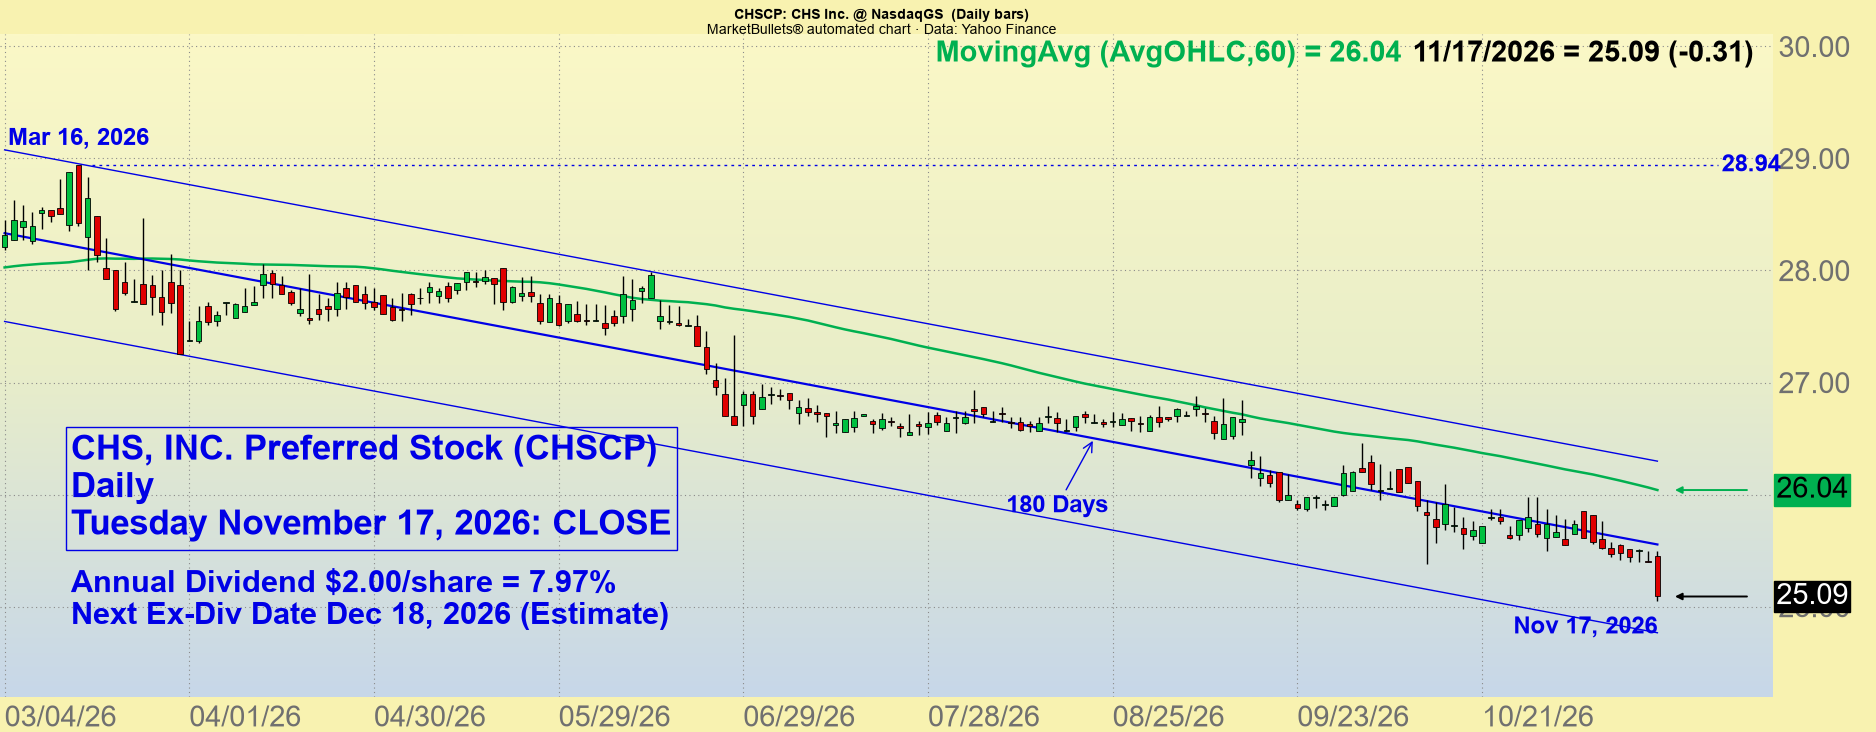 CHSCP: CHS Inc. @ NasdaqGS (Daily bars)
MarketBullets® automated chart · Data: Yahoo Finance
MovingAvg (AvgOHLC,60) = 26.04 11/17/2026 = 25.09 (-0.31)
30.00
Mar 16, 2026
28.94
29.00
28.00
27.00
CHS, INC. Preferred Stock (CHSCP)
Daily
Tuesday November 17, 2026: CLOSE
180 Days
26.04
Annual Dividend $2.00/share = 7.97%
Next Ex-Div Date Dec 18, 2026 (Estimate)
25.09
Nov 17, 2026
03/04/26 04/01/26 04/30/26 05/29/26 06/29/26 07/28/26 08/25/26 09/23/26 10/21/26